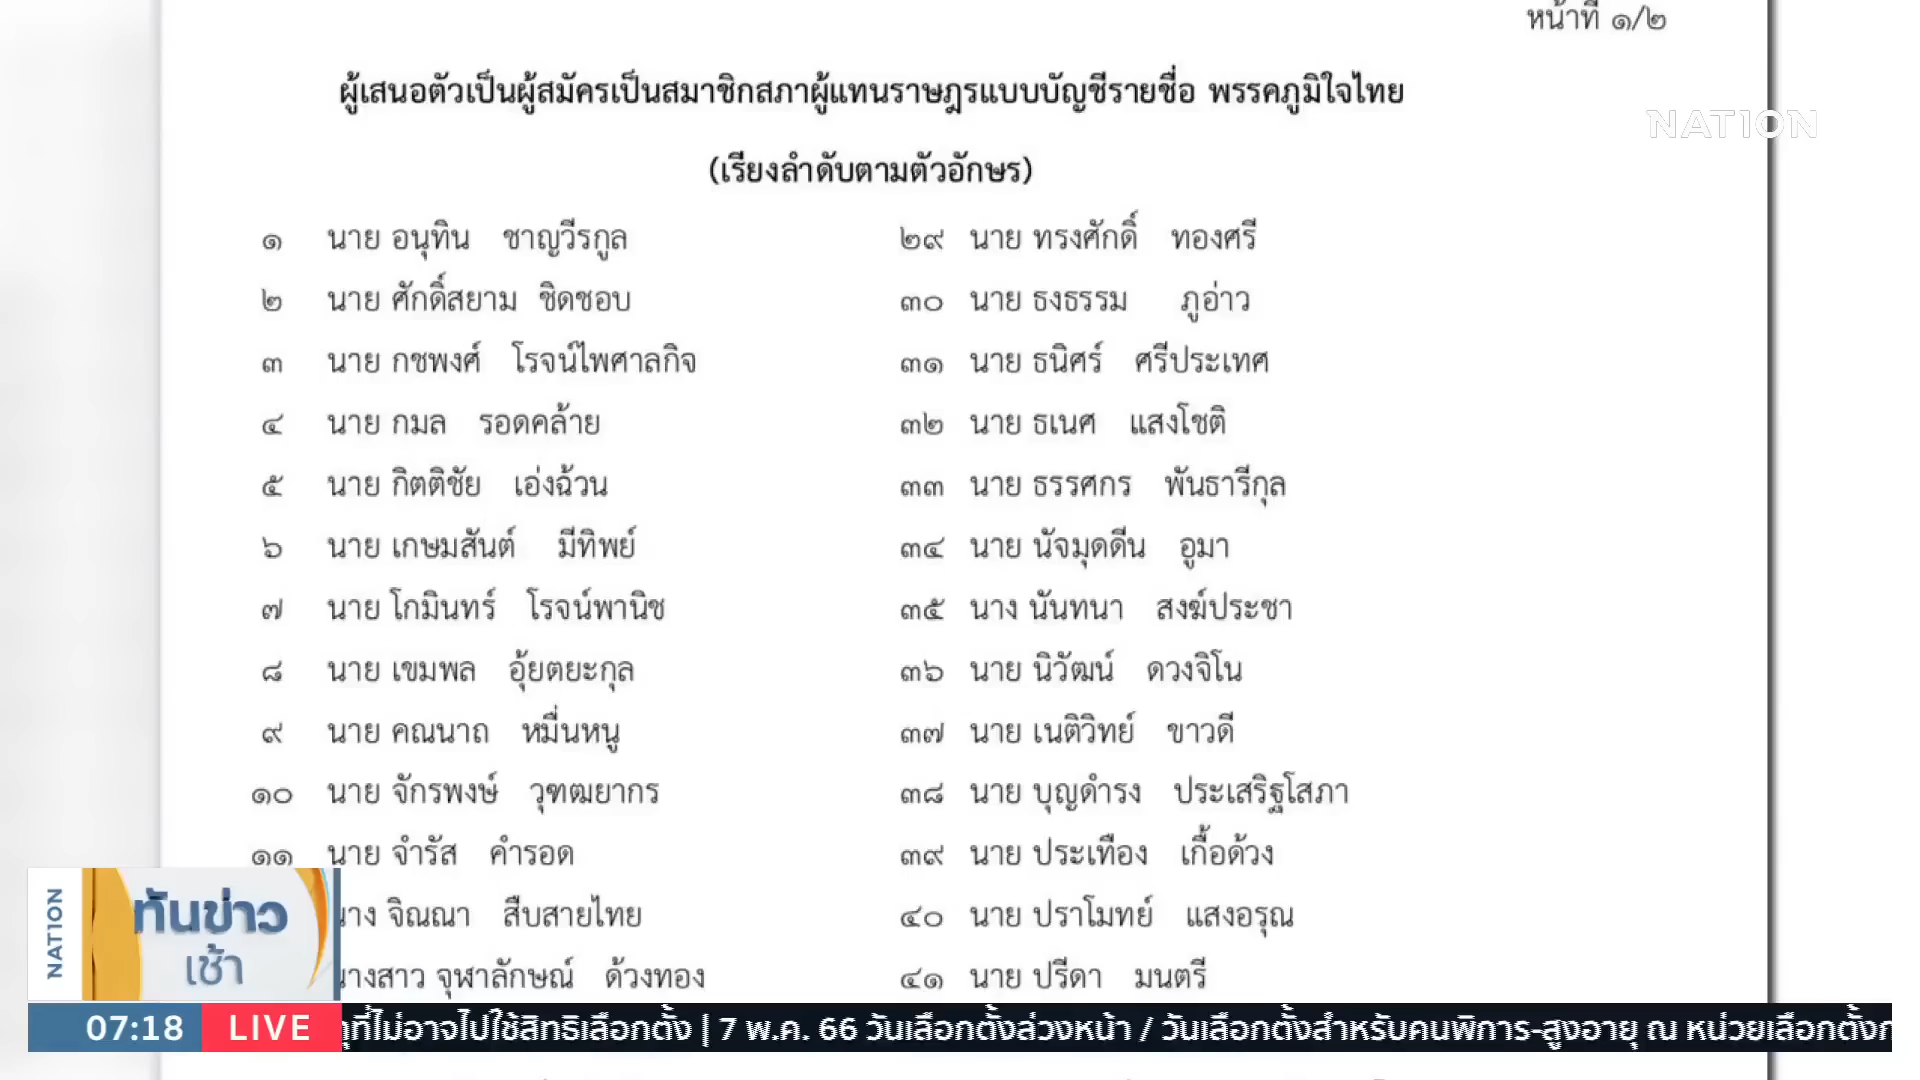 หน้าที่ ๑/๒
ผู้เสนอตัวเป็นผู้สมัครเป็นสมาชิกสภาผู้แทนราษฎรแบบบัญชีรายชื่อ พรรคภูมิใจไทย
NATION
(เรียงลำดับตามตัวอักษร)
๑ นาย อนุทิน ชาญวีรกูล
๒ นาย ศักดิ์สยาม ชิดชอบ
๓ นาย กชพงศ์ โรจน์ไพศาลกิจ
๔ นาย กมล รอดคล้าย
๕ นาย กิตติชัย เอ่งฉ้วน
๖ นาย เกษมสันต์ มีทิพย์
๗ นาย โกมินทร์ โรจน์พานิช
๘ นาย เขมพล อุ้ยตยะกุล
๙ นาย คณนาถ หมื่นหนู
๑๐ นาย จักรพงษ์ วุฑฒยากร
๑๑ นาย จำรัส คำรอด
นาง จิณณา สืบสายไทย
นางสาว จุฬาลักษณ์ ด้วงทอง
๒๙ นาย ทรงศักดิ์ ทองศรี
๓๐ นาย ธงธรรม ภูอ่าว
๓๑ นาย ธนิศร์ ศรีประเทศ
๓๒ นาย ธเนศ แสงโชติ
๓๓ นาย ธรรศกร พันธารีกุล
๓๔ นาย นัจมุดดีน อูมา
๓๕ นาง นันทนา สงฆ์ประชา
๓๖ นาย นิวัฒน์ ดวงจิโน
๓๗ นาย เนติวิทย์ ขาวดี
๓๘ นาย บุญดำรง ประเสริฐโสภา
๓๙ นาย ประเทือง เกื้อด้วง
๔๐ นาย ปราโมทย์ แสงอรุณ
๔๑ นาย ปรีดา มนตรี
NATION
ทันข่าว
เช้า
07:18 LIVE ที่ไม่อาจไปใช้สิทธิเลือกตั้ง | 7 พ.ค. 66 วันเลือกตั้งล่วงหน้า / วันเลือกตั้งสำหรับคนพิการ-สูงอายุ ณ หน่วยเลือกตั้ง